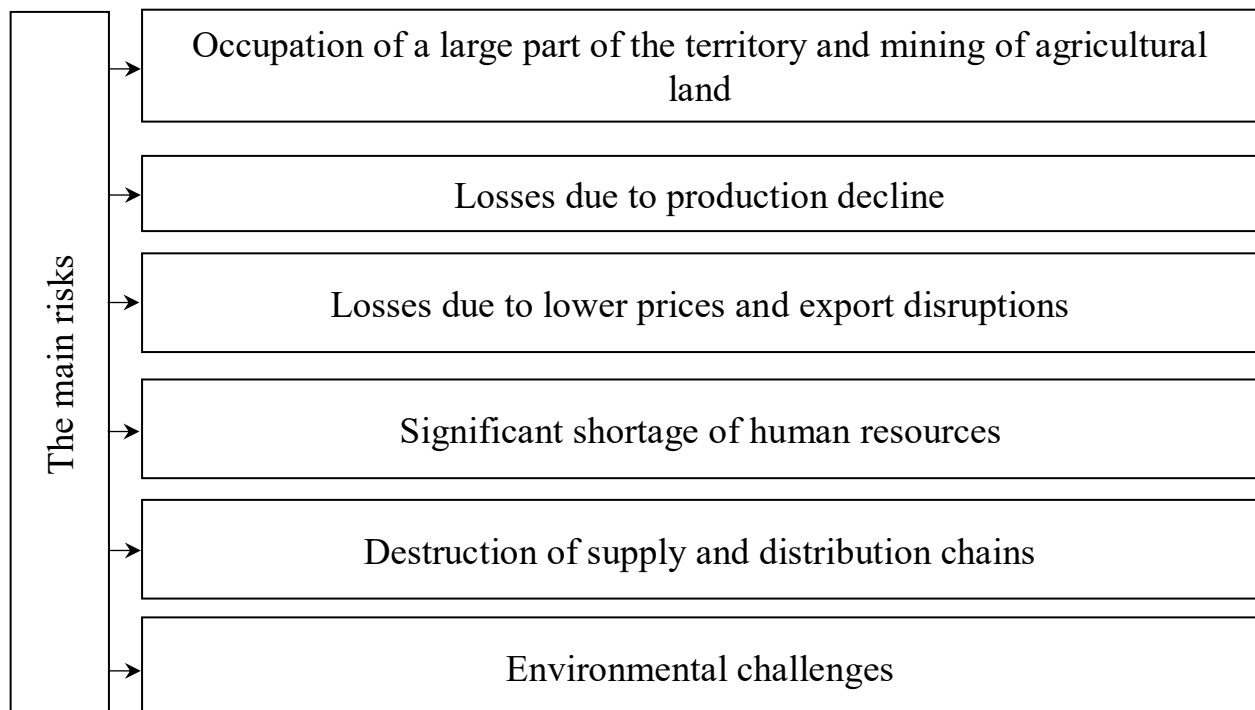 The main risks
Occupation of a large part of the territory and mining of agricultural
land
Losses due to production decline
Losses due to lower prices and export disruptions
Significant shortage of human resources
Destruction of supply and distribution chains
Environmental challenges